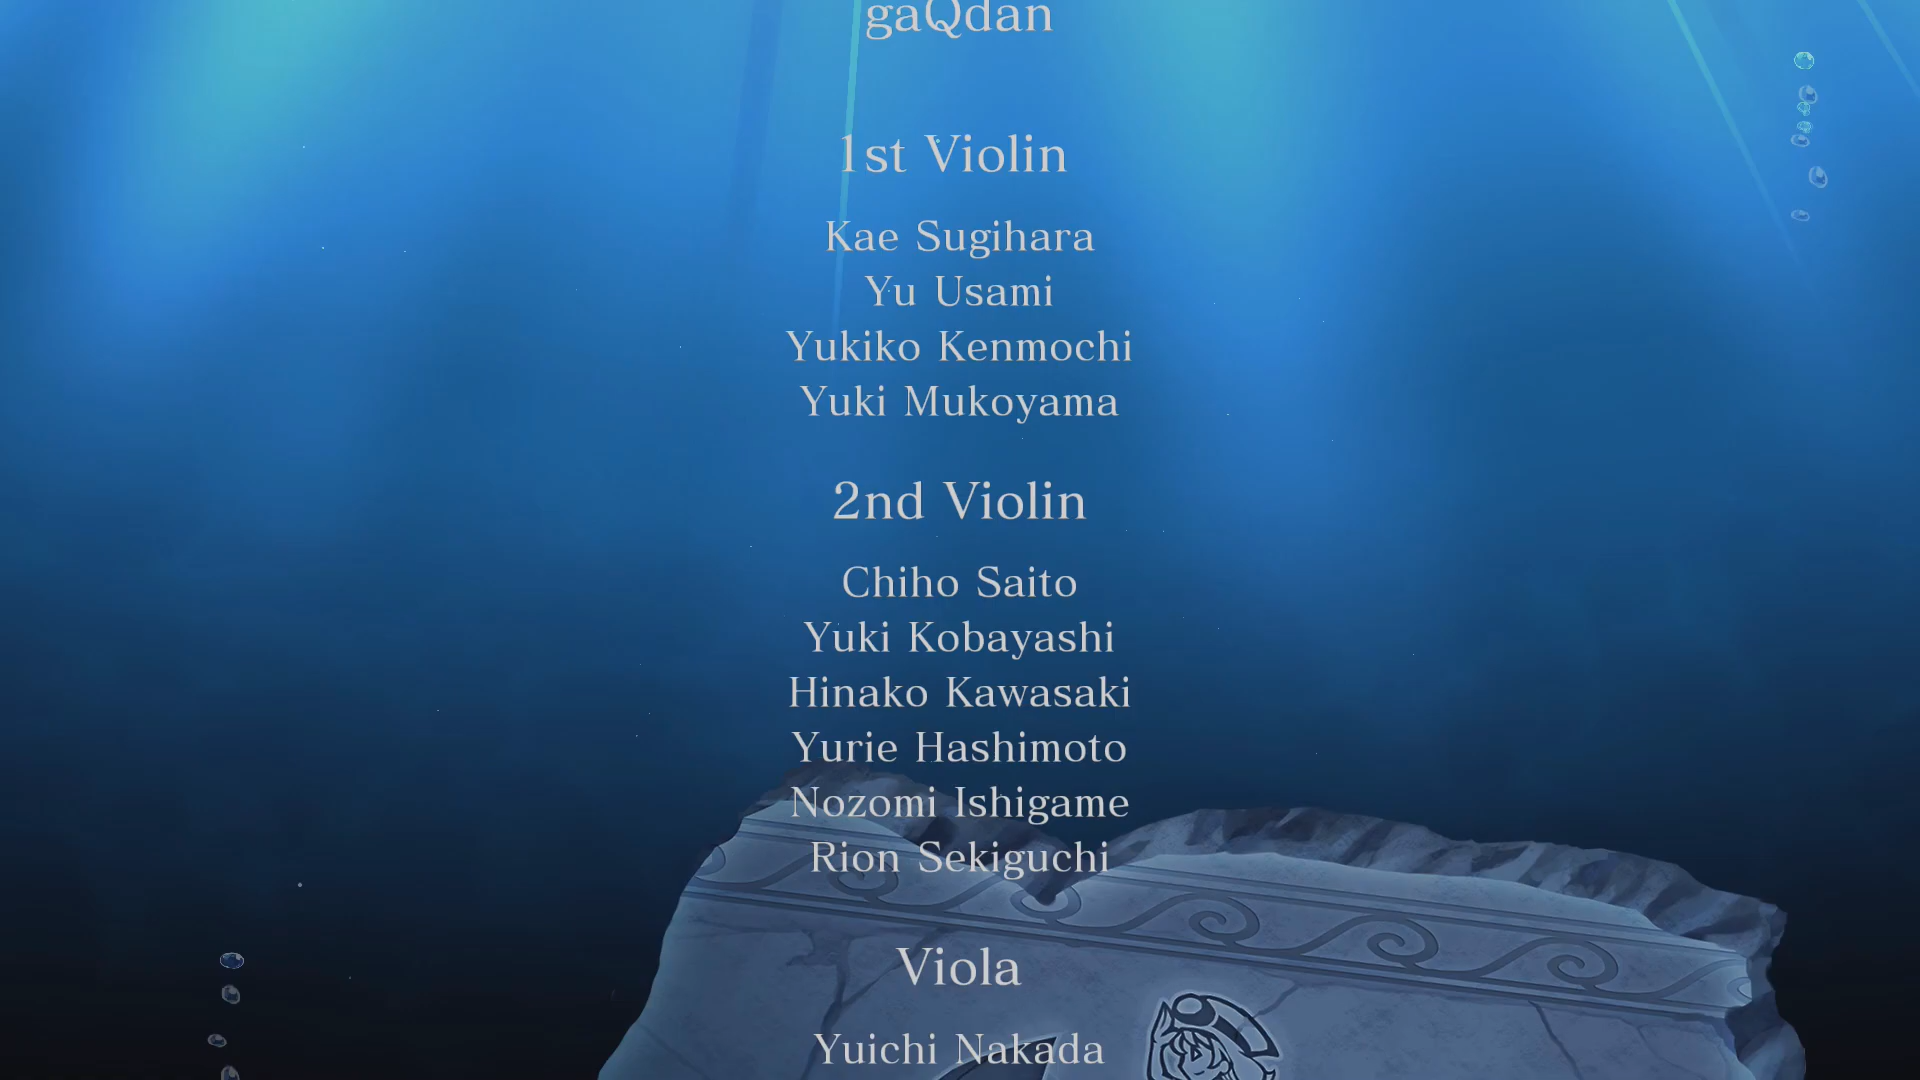 gaQdan
1st Violin
Kae Sugihara
Yu Usami
Yukiko Kenmochi
Yuki Mukoyama
2nd Violin
Chiho Saito
Yuki Kobayashi
Hinako Kawasaki
Yurie Hashimoto
Nozomi Ishigame
Rion Sekiguchi
Viola
Yuichi Nakada